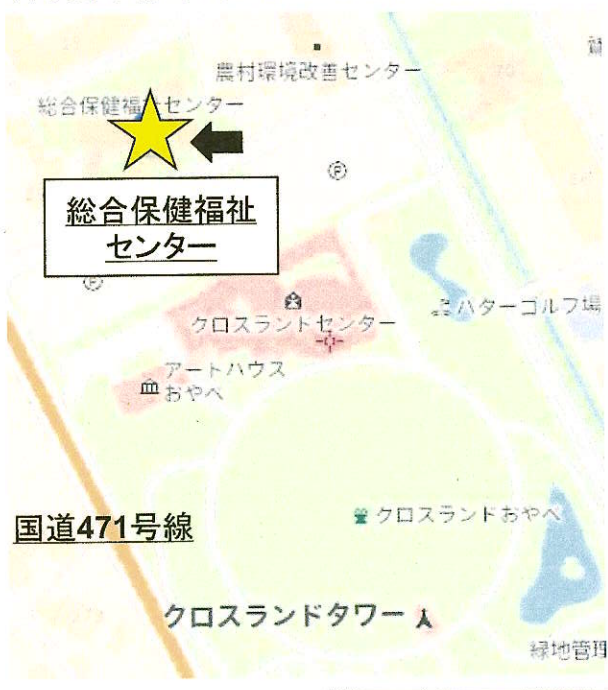 農村環境改善センター
総合保健福祉センター
Ⓟ
総合保健福祉
センター
Ⓟ
クロスランドセンター
パターゴルフ場
アートハウス
おやべ
国道471号線
クロスランドおやべ
クロスランドタワー
緑地管理